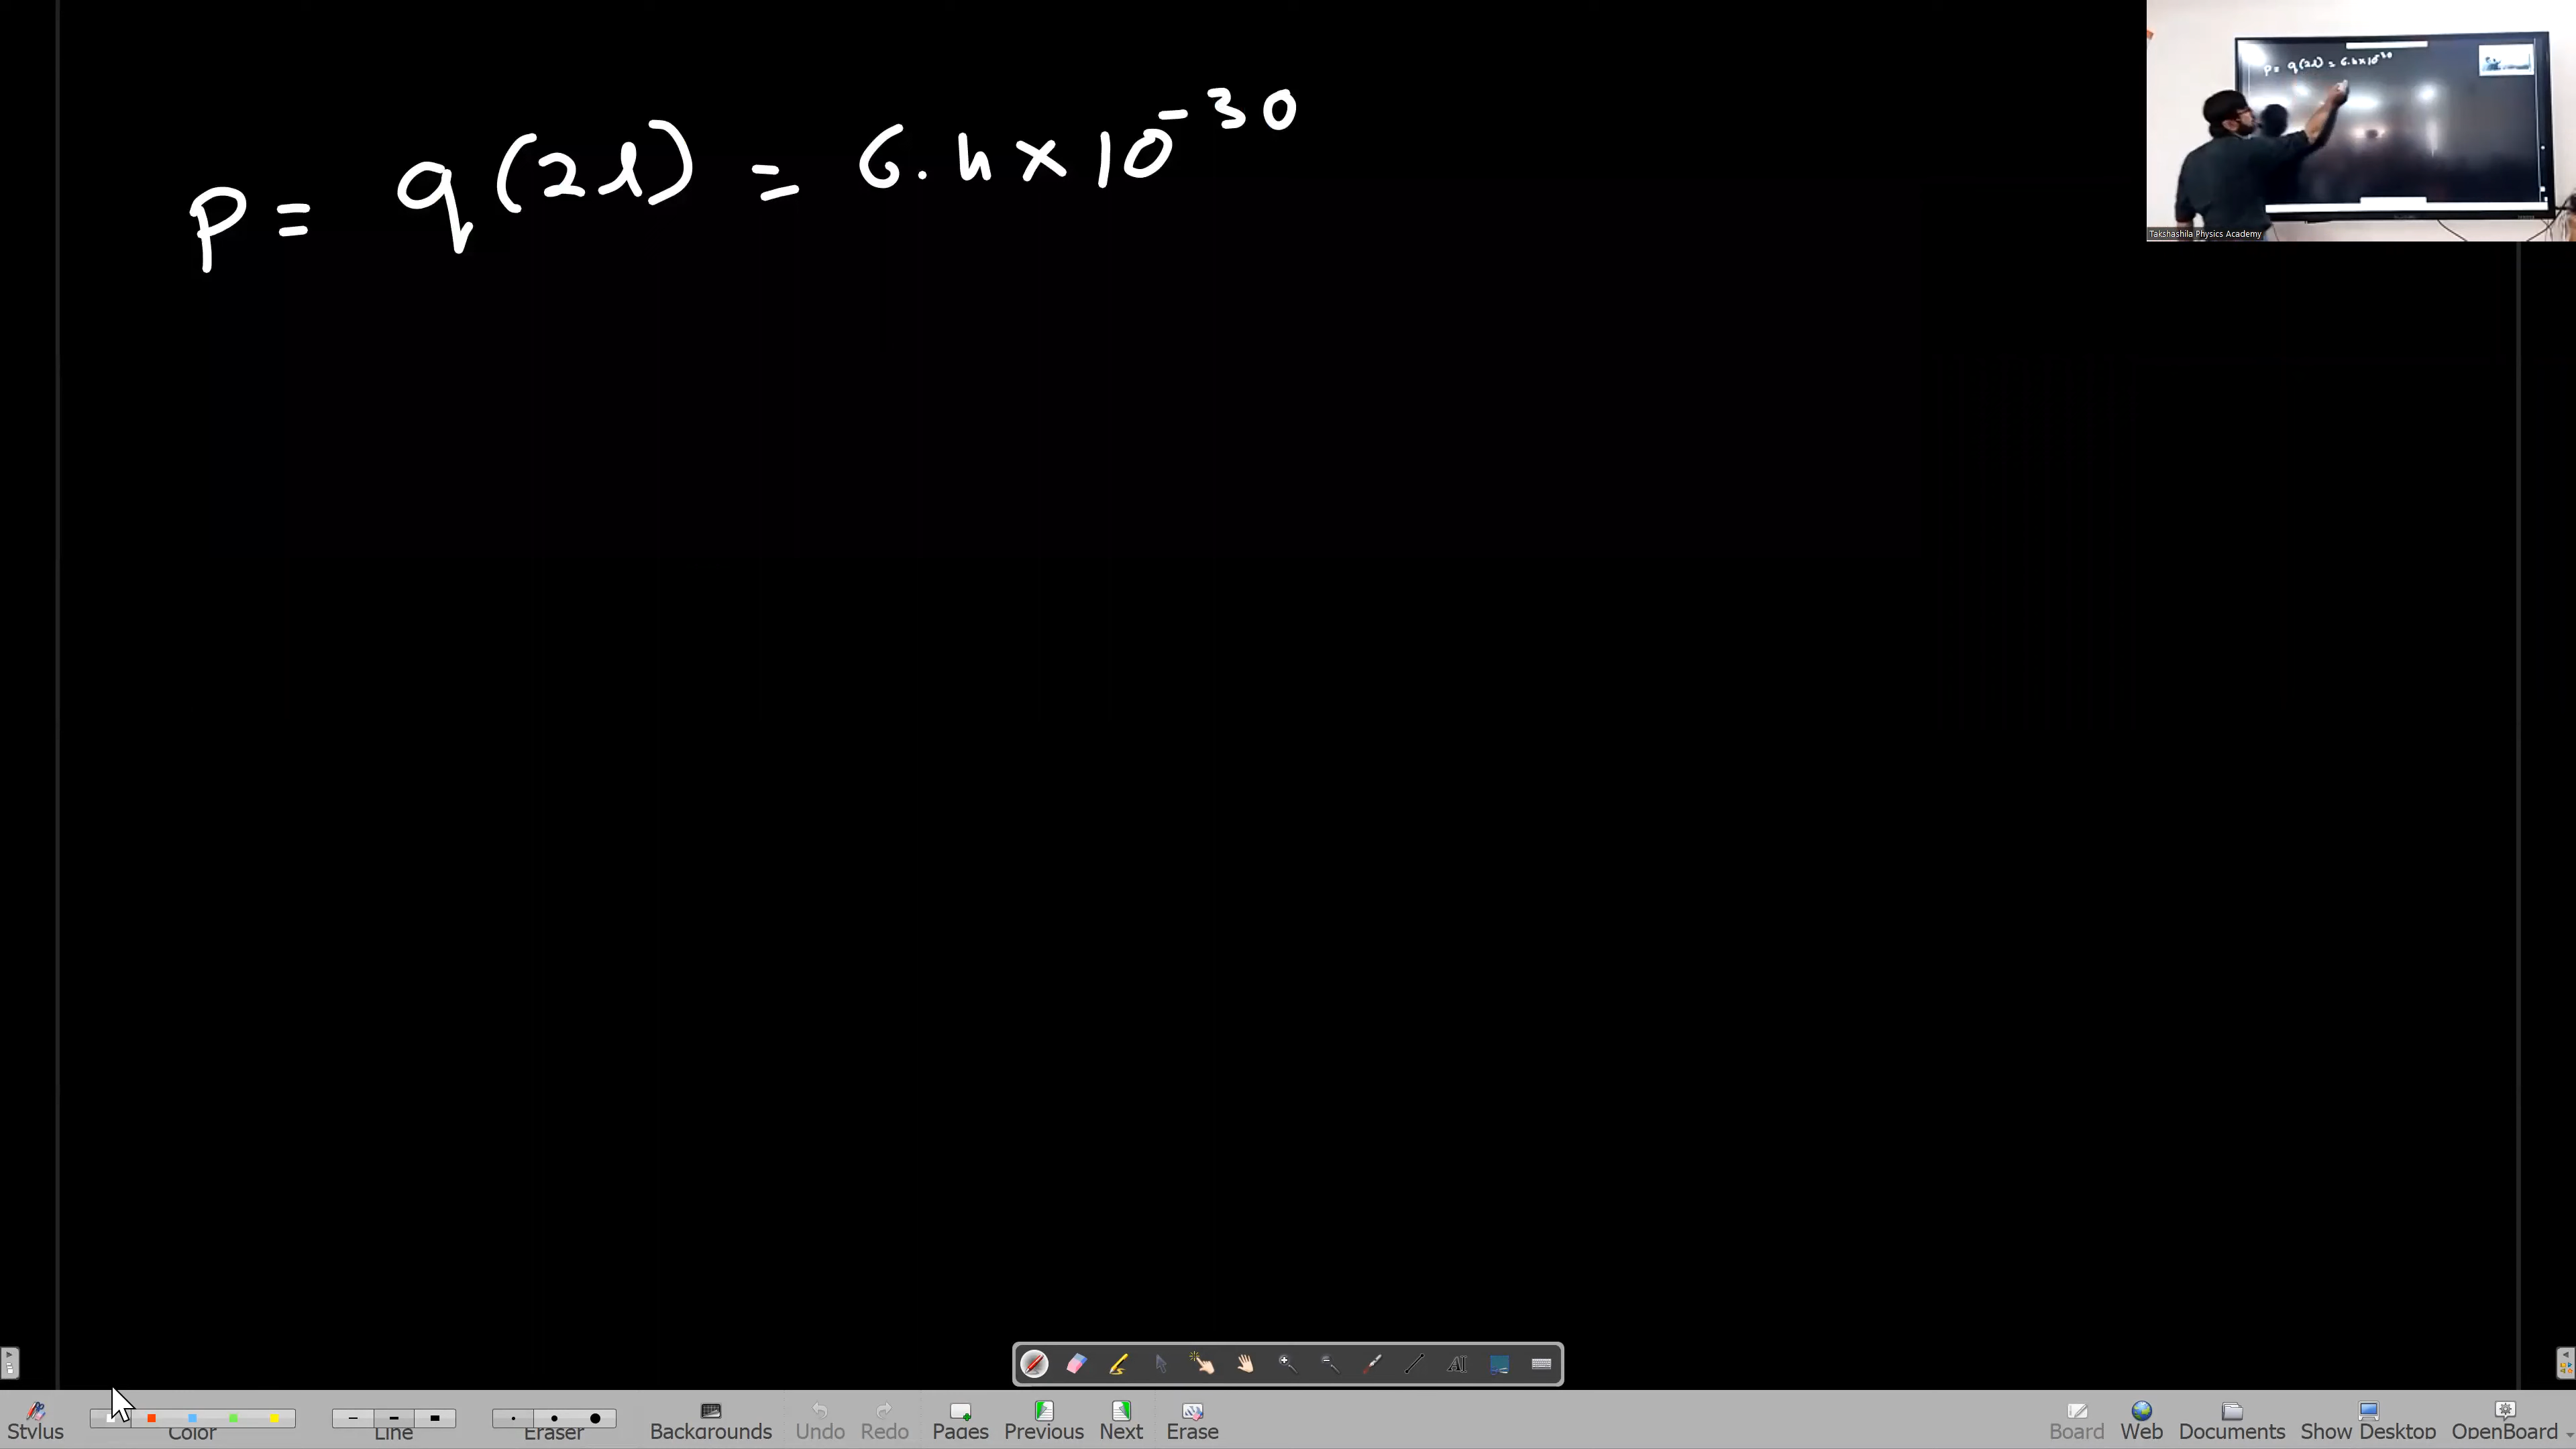 p = q(2l) = 6.4 × 10⁻³⁰
Takshashila Physics Academy
Stylus
Color
Line
Eraser
Backgrounds
Undo
Redo
Pages
Previous
Next
Erase
Board
Web
Documents
Show Desktop
OpenBoard